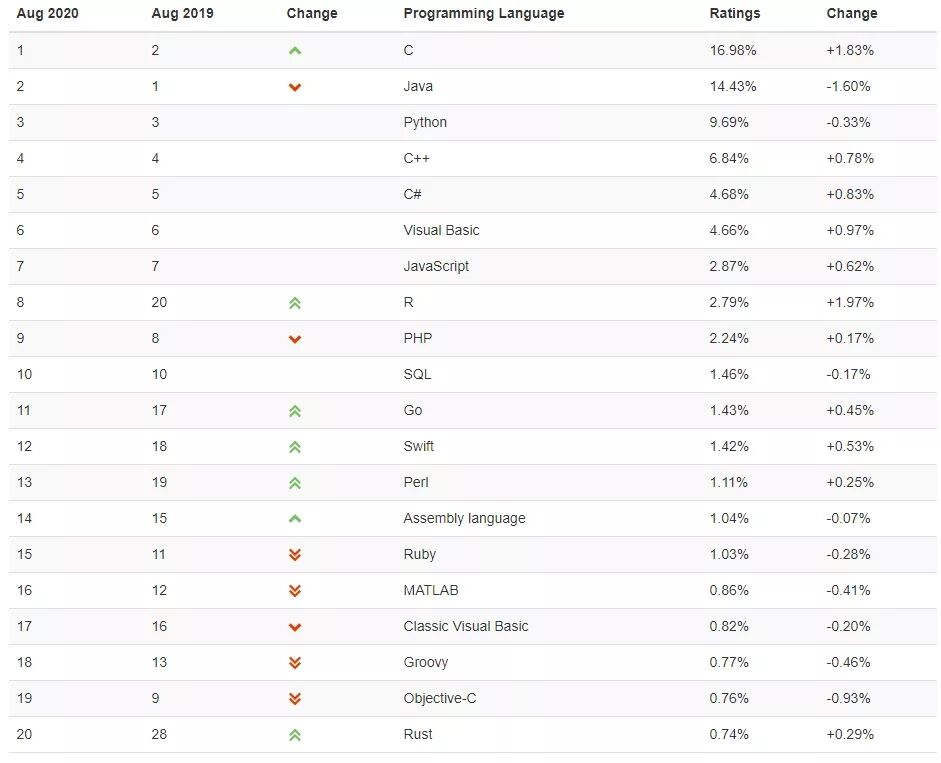 Aug 2020 Aug 2019 Change Programming Language Ratings Change
1 2 C 16.98% +1.83%
2 1 Java 14.43% -1.60%
3 3 Python 9.69% -0.33%
4 4 C++ 6.84% +0.78%
5 5 C# 4.68% +0.83%
6 6 Visual Basic 4.66% +0.97%
7 7 JavaScript 2.87% +0.62%
8 20 R 2.79% +1.97%
9 8 PHP 2.24% +0.17%
10 10 SQL 1.46% -0.17%
11 17 Go 1.43% +0.45%
12 18 Swift 1.42% +0.53%
13 19 Perl 1.11% +0.25%
14 15 Assembly language 1.04% -0.07%
15 11 Ruby 1.03% -0.28%
16 12 MATLAB 0.86% -0.41%
17 16 Classic Visual Basic 0.82% -0.20%
18 13 Groovy 0.77% -0.46%
19 9 Objective-C 0.76% -0.93%
20 28 Rust 0.74% +0.29%